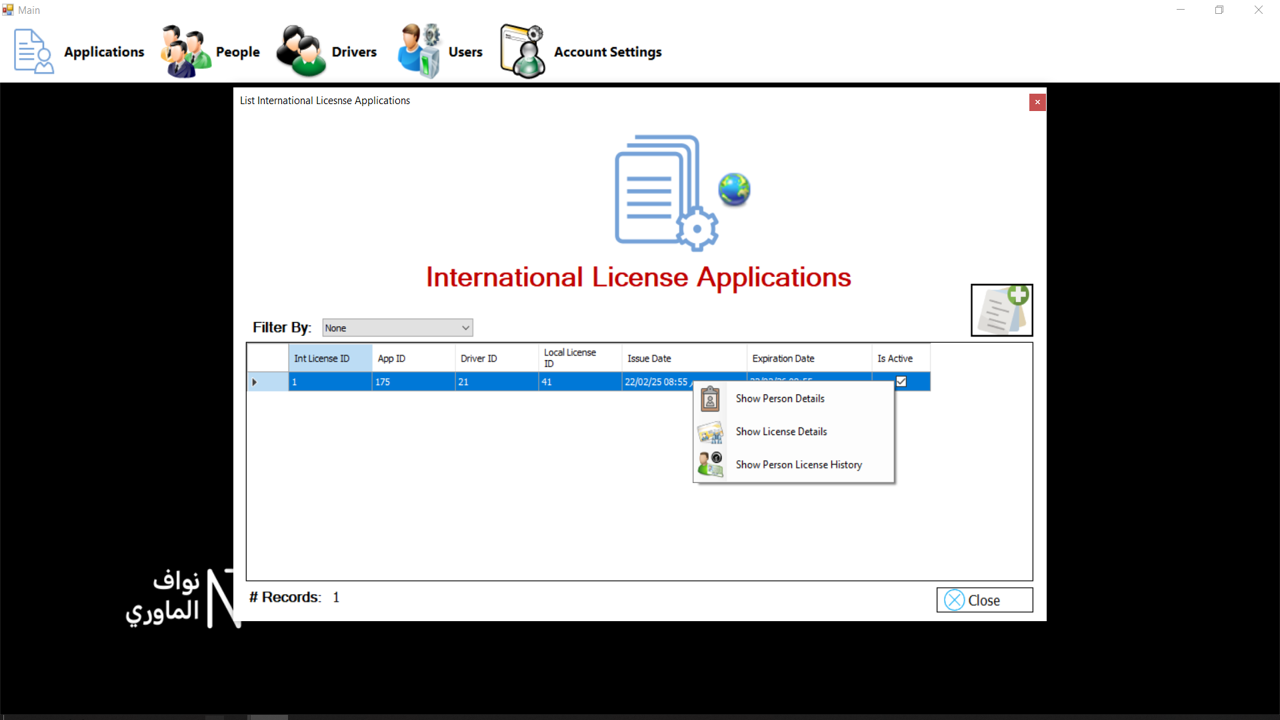 Main
Applications
People
Drivers
Users
Account Settings
List International Licesnse Applications
International License Applications
Filter By:
None
Int License ID
App ID
Driver ID
Local License
ID
Issue Date
Expiration Date
Is Active
1
175
21
41
22/02/25 08:55
Show Person Details
Show License Details
Show Person License History
نواف
الماوري
# Records:
1
Close